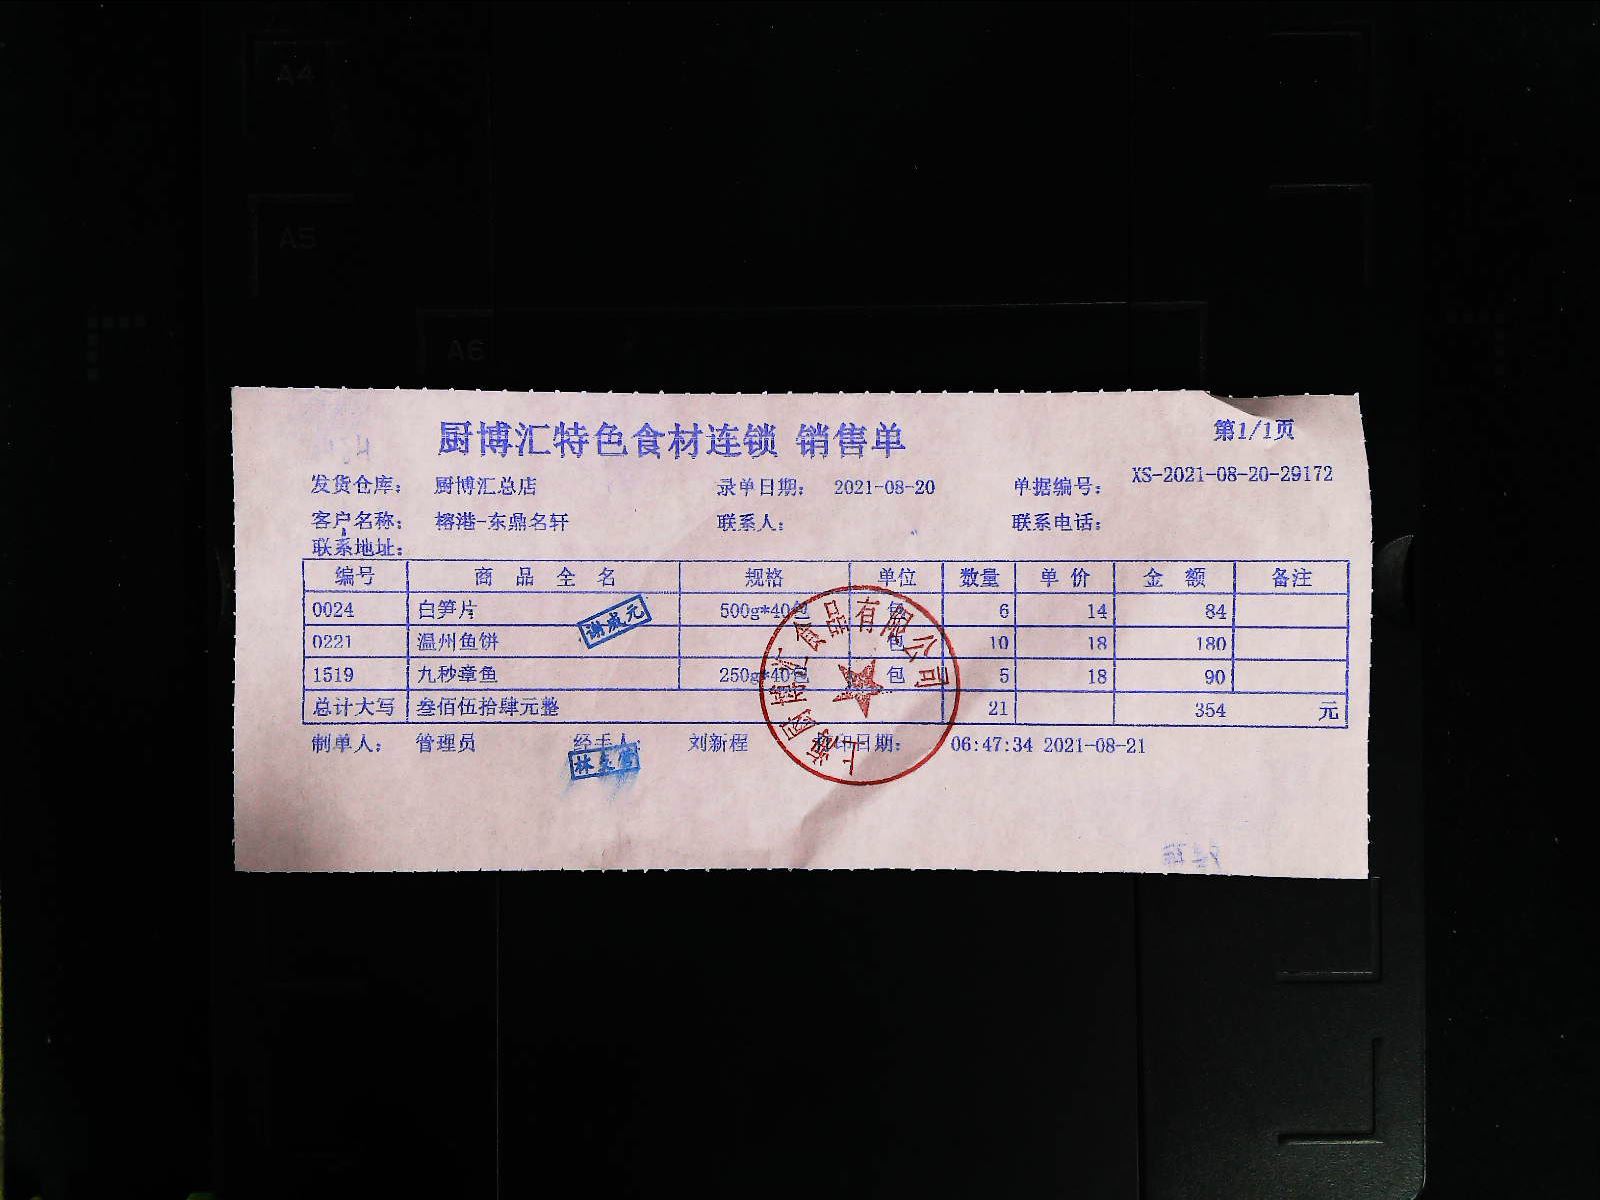 A4
A5
A6
厨博汇特色食材连锁 销售单
第1/1页
发货仓库： 厨博汇总店 录单日期： 2021-08-20 单据编号： XS-2021-08-20-29172
客户名称： 榕港-东鼎名轩 联系人： 联系电话：
联系地址：
编号 商品全名 规格 单位 数量 单价 金额 备注
0024 白笋片 500g*40包 包 6 14 84
谢成元
0221 温州鱼饼 包 10 18 180
1519 九秒章鱼 250g*40包 包 5 18 90
总计大写 叁佰伍拾肆元整 21 354 元
制单人： 管理员 经手人： 刘新程 打印日期： 06:47:34 2021-08-21
上海厨博汇食品有限公司